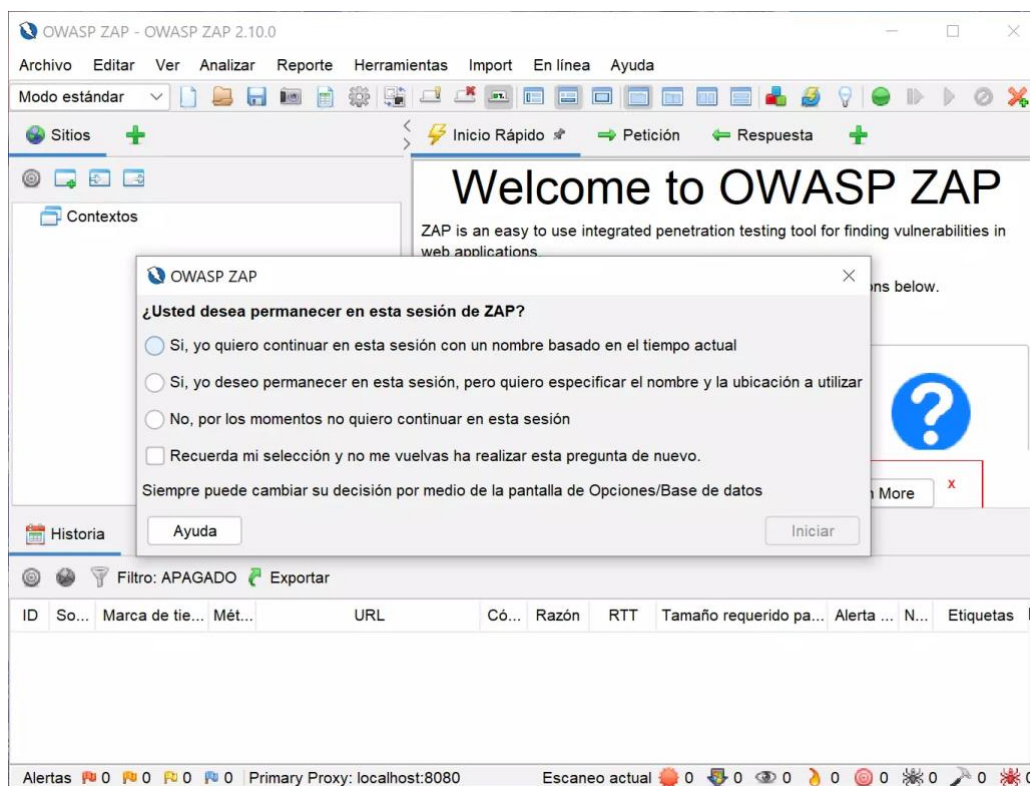 OWASP ZAP - OWASP ZAP 2.10.0
Archivo Editar Ver Analizar Reporte Herramientas Import En línea Ayuda
Modo estándar
Sitios
Inicio Rápido Petición Respuesta
Contextos
Welcome to OWASP ZAP
ZAP is an easy to use integrated penetration testing tool for finding vulnerabilities in
web applications
ons below.
OWASP ZAP
¿Usted desea permanecer en esta sesión de ZAP?
Si, yo quiero continuar en esta sesión con un nombre basado en el tiempo actual
Si, yo deseo permanecer en esta sesión, pero quiero especificar el nombre y la ubicación a utilizar
No, por los momentos no quiero continuar en esta sesión
Recuerda mi selección y no me vuelvas ha realizar esta pregunta de nuevo.
Siempre puede cambiar su decisión por medio de la pantalla de Opciones/Base de datos
Ayuda Iniciar
More x
Historia
Filtro: APAGADO Exportar
ID So... Marca de tie... Mét... URL Có... Razón RTT Tamaño requerido pa... Alerta ... N... Etiquetas
Alertas 0 0 0 0 Primary Proxy: localhost:8080 Escaneo actual 0 0 0 0 0 0 0 0